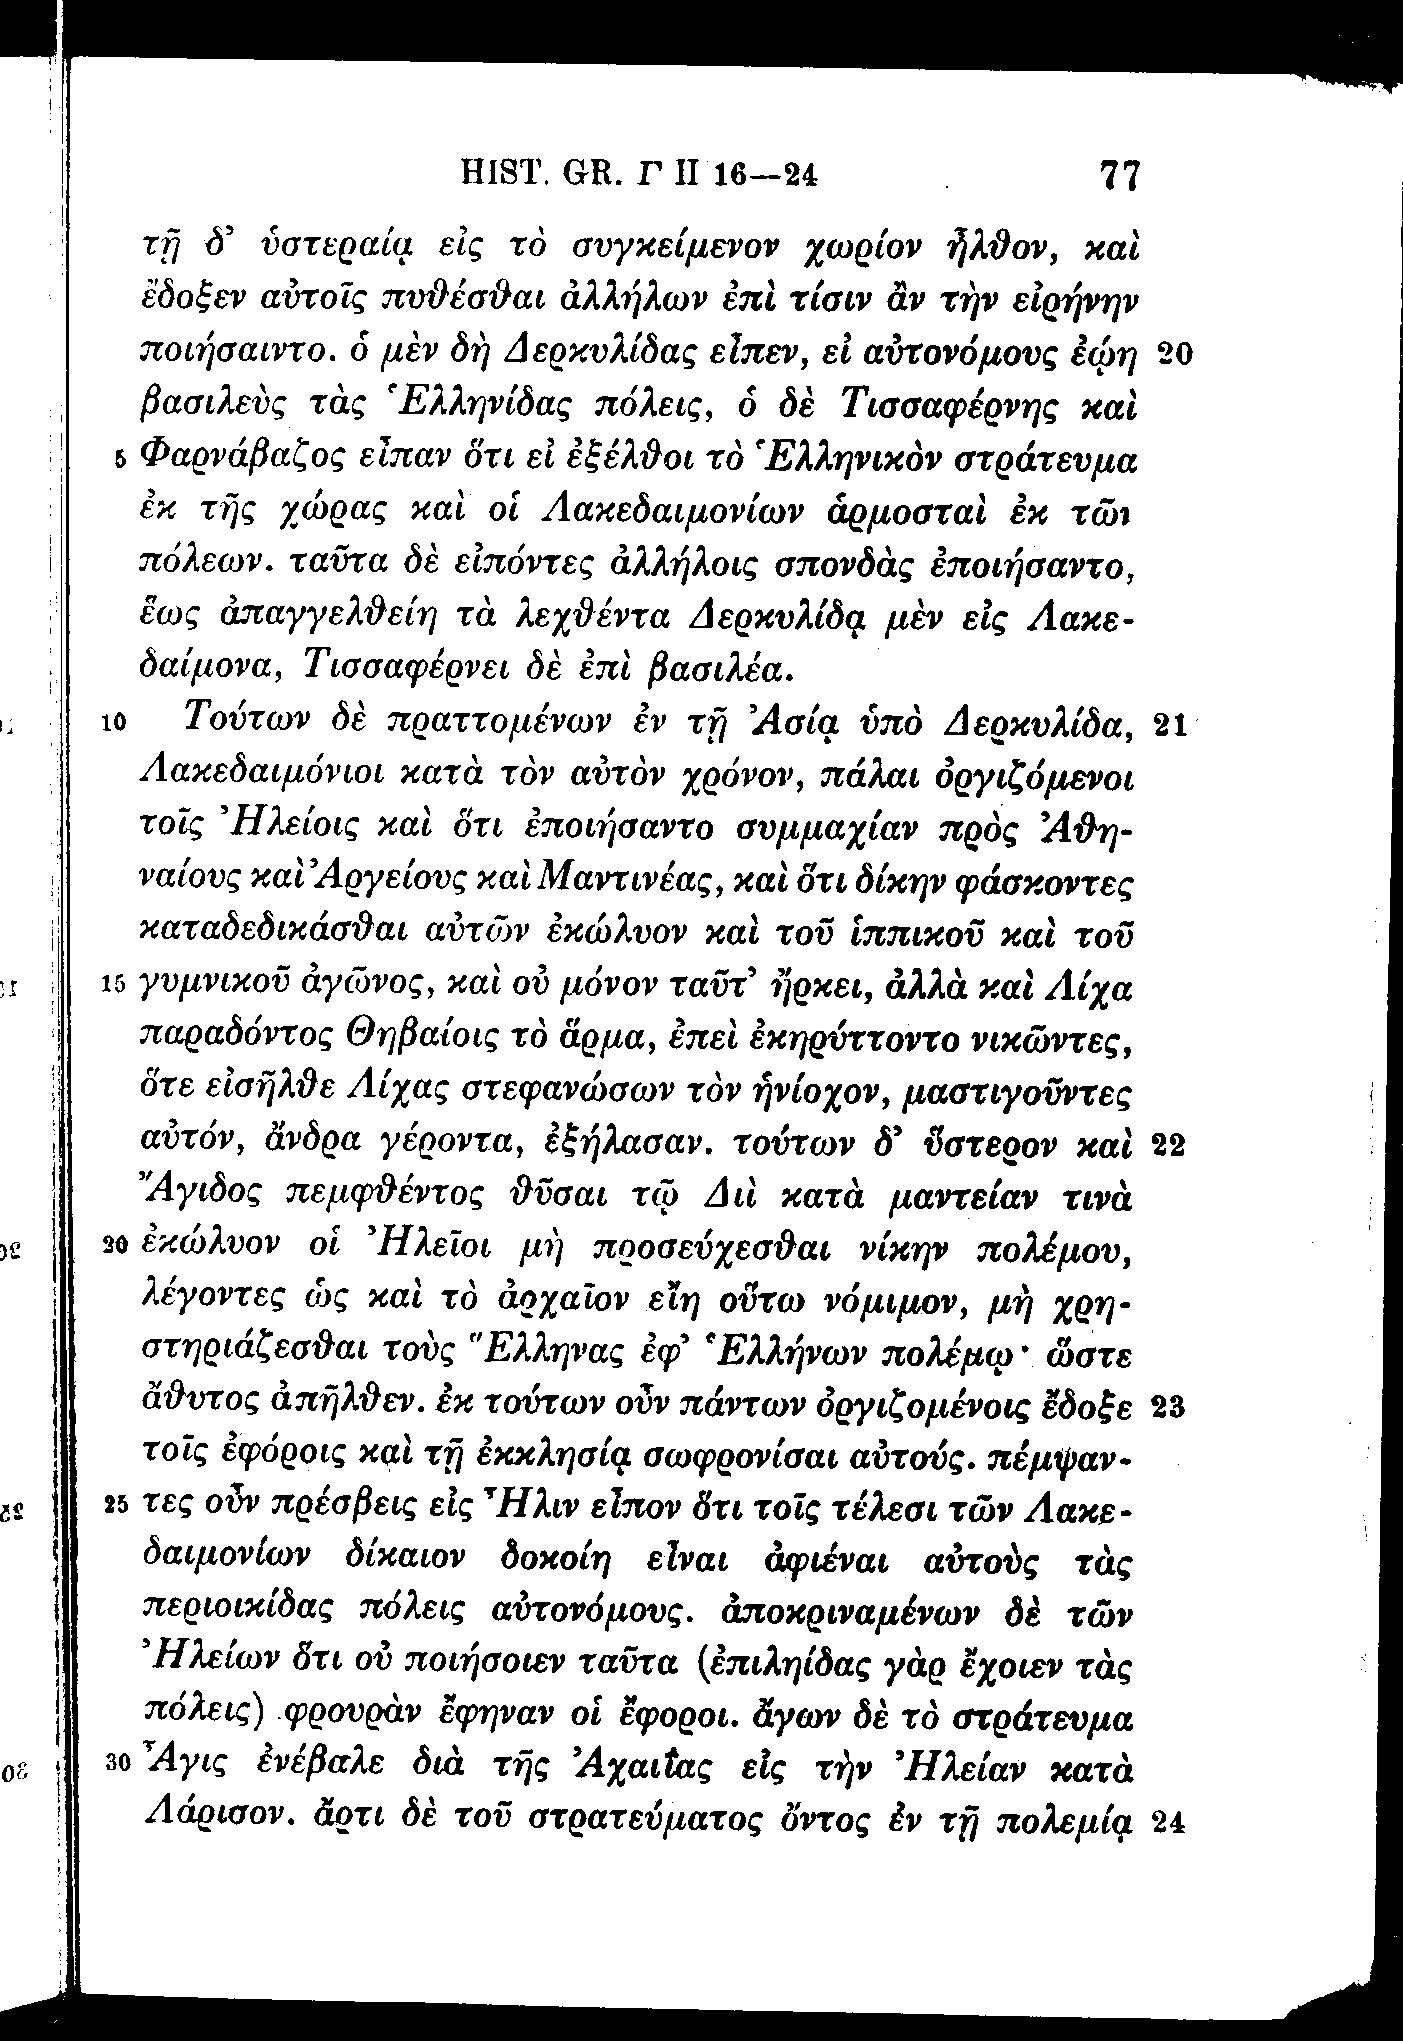 HIST. GR. Γ II 16—24 77
τῇ δ’ ὑστεραίᾳ εἰς τὸ συγκείμενον χωρίον ἦλθον, καὶ
ἔδοξεν αὐτοῖς πυθέσθαι ἀλλήλων ἐπὶ τίσιν ἂν τὴν εἰρήνην
ποιήσαιντο. ὁ μὲν δὴ Δερκυλίδας εἶπεν, εἰ αὐτονόμους ἐῴη 20
βασιλεὺς τὰς Ἑλληνίδας πόλεις, ὁ δὲ Τισσαφέρνης καὶ
5 Φαρνάβαζος εἶπαν ὅτι εἰ ἐξέλθοι τὸ Ἑλληνικὸν στράτευμα
ἐκ τῆς χώρας καὶ οἱ Λακεδαιμονίων ἁρμοσταὶ ἐκ τῶν
πόλεων. ταῦτα δὲ εἰπόντες ἀλλήλοις σπονδὰς ἐποιήσαντο,
ἕως ἀπαγγελθείη τὰ λεχθέντα Δερκυλίδᾳ μὲν εἰς Λακε-
δαίμονα, Τισσαφέρνει δὲ ἐπὶ βασιλέα.
10 Τούτων δὲ πραττομένων ἐν τῇ Ἀσίᾳ ὑπὸ Δερκυλίδα, 21
Λακεδαιμόνιοι κατὰ τὸν αὐτὸν χρόνον, πάλαι ὀργιζόμενοι
τοῖς Ἠλείοις καὶ ὅτι ἐποιήσαντο συμμαχίαν πρὸς Ἀθη-
ναίους καὶ Ἀργείους καὶ Μαντινέας, καὶ ὅτι δίκην φάσκοντες
καταδεδικάσθαι αὐτῶν ἐκώλυον καὶ τοῦ ἱππικοῦ καὶ τοῦ
15 γυμνικοῦ ἀγῶνος, καὶ οὐ μόνον ταῦτ’ ἤρκει, ἀλλὰ καὶ Λίχα
παραδόντος Θηβαίοις τὸ ἅρμα, ἐπεὶ ἐκηρύττοντο νικῶντες,
ὅτε εἰσῆλθε Λίχας στεφανώσων τὸν ἡνίοχον, μαστιγοῦντες
αὐτόν, ἄνδρα γέροντα, ἐξήλασαν. τούτων δ’ ὕστερον καὶ 22
Ἄγιδος πεμφθέντος θῦσαι τῷ Διὶ κατὰ μαντείαν τινὰ
20 ἐκώλυον οἱ Ἠλεῖοι μὴ προσεύχεσθαι νίκην πολέμου,
λέγοντες ὡς καὶ τὸ ἀρχαῖον εἴη οὕτω νόμιμον, μὴ χρη-
στηριάζεσθαι τοὺς Ἕλληνας ἐφ’ Ἑλλήνων πολέμῳ· ὥστε
ἄθυτος ἀπῆλθεν. ἐκ τούτων οὖν πάντων ὀργιζομένοις ἔδοξε 23
τοῖς ἐφόροις καὶ τῇ ἐκκλησίᾳ σωφρονίσαι αὐτούς. πέμψαν-
25 τες οὖν πρέσβεις εἰς Ἦλιν εἶπον ὅτι τοῖς τέλεσι τῶν Λακε-
δαιμονίων δίκαιον δοκοίη εἶναι ἀφιέναι αὐτοὺς τὰς
περιοικίδας πόλεις αὐτονόμους. ἀποκριναμένων δὲ τῶν
Ἠλείων ὅτι οὐ ποιήσοιεν ταῦτα (ἐπιληίδας γὰρ ἔχοιεν τὰς
πόλεις) φρουρὰν ἔφηναν οἱ ἔφοροι. ἄγων δὲ τὸ στράτευμα
30 Ἆγις ἐνέβαλε διὰ τῆς Ἀχαιΐας εἰς τὴν Ἠλείαν κατὰ
Λάρισον. ἄρτι δὲ τοῦ στρατεύματος ὄντος ἐν τῇ πολεμίᾳ 24